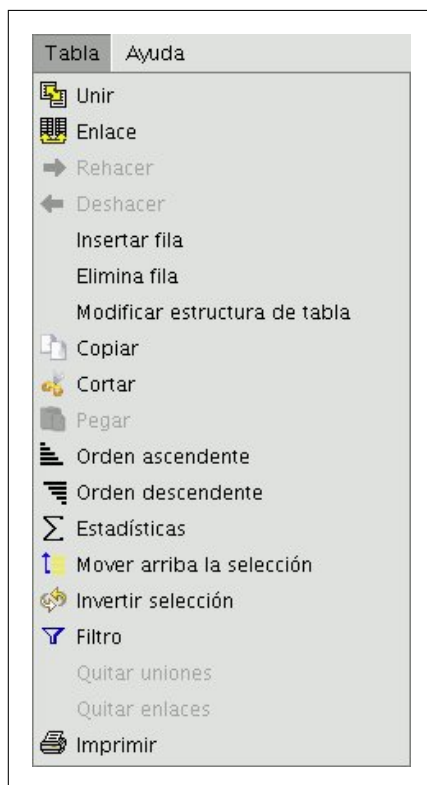 Tabla Ayuda
Unir
Enlace
Rehacer
Deshacer
Insertar fila
Elimina fila
Modificar estructura de tabla
Copiar
Cortar
Pegar
Orden ascendente
Orden descendente
Estadísticas
Mover arriba la selección
Invertir selección
Filtro
Quitar uniones
Quitar enlaces
Imprimir